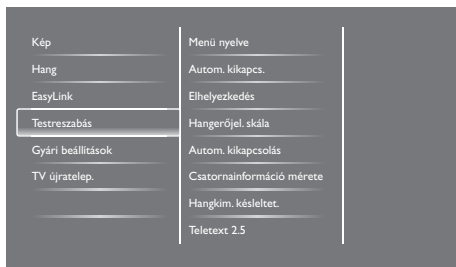 Kép
Hang
EasyLink
Testreszabás
Gyári beállítások
TV újratelep.
Menü nyelve
Autom. kikapcs.
Elhelyezkedés
Hangerőjel. skála
Autom. kikapcsolás
Csatornainformáció mérete
Hangkim. késleltet.
Teletext 2.5